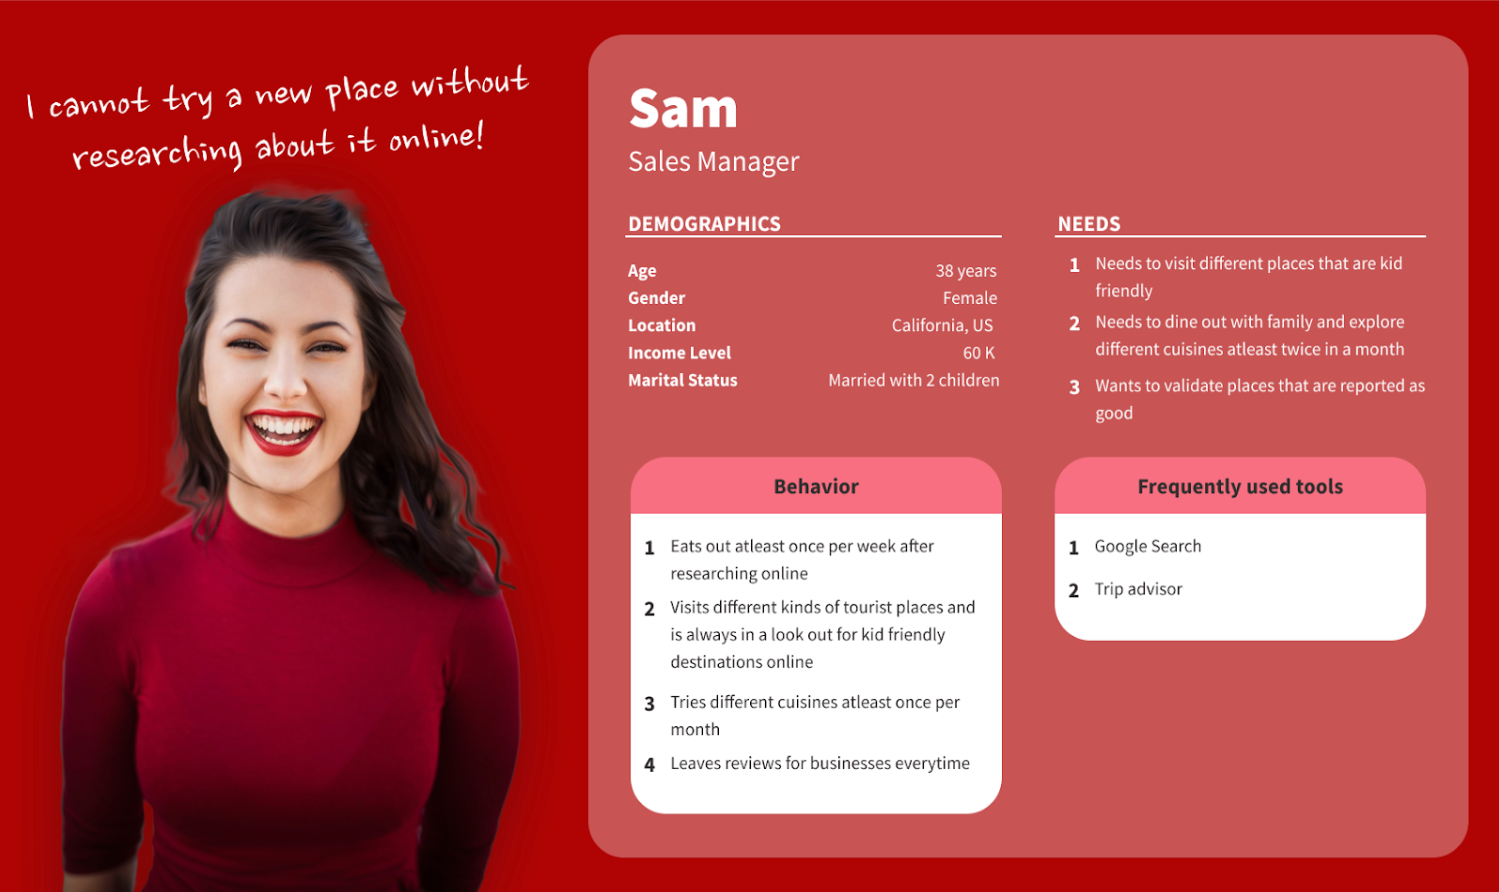 I cannot try a new place without
researching about it online!
Sam
Sales Manager
DEMOGRAPHICS
Age 38 years
Gender Female
Location California, US
Income Level 60 K
Marital Status Married with 2 children
NEEDS
1 Needs to visit different places that are kid
friendly
2 Needs to dine out with family and explore
different cuisines atleast twice in a month
3 Wants to validate places that are reported as
good
Behavior
1 Eats out atleast once per week after
researching online
2 Visits different kinds of tourist places and
is always in a look out for kid friendly
destinations online
3 Tries different cuisines atleast once per
month
4 Leaves reviews for businesses everytime
Frequently used tools
1 Google Search
2 Trip advisor